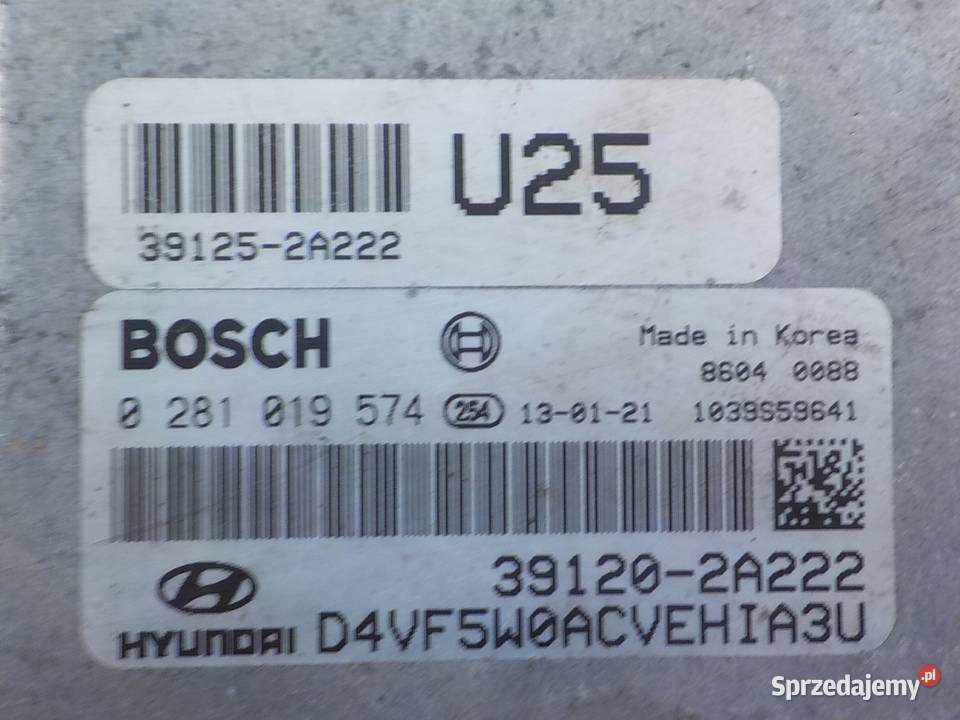 U25
39125-2A222
BOSCH
Made in Korea
8604 0088
0 281 019 574 254 13-01-21 1039S59641
39120-2A222
HYUNDAI D4VF5W0ACVEHIA3U
Sprzedajemy.pl